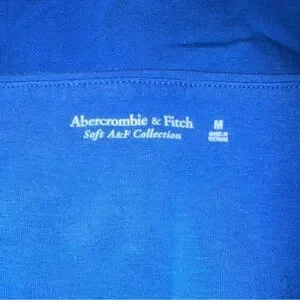 Abercrombie & Fitch
Soft A&F Collection
M
MADE IN
VIETNAM